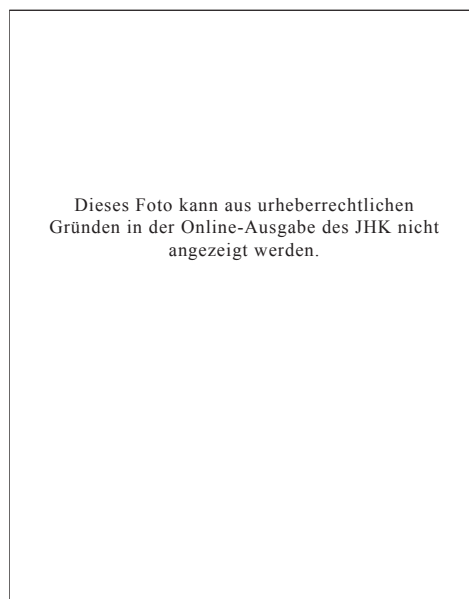 Dieses Foto kann aus urheberrechtlichen
Gründen in der Online-Ausgabe des JHK nicht
angezeigt werden.